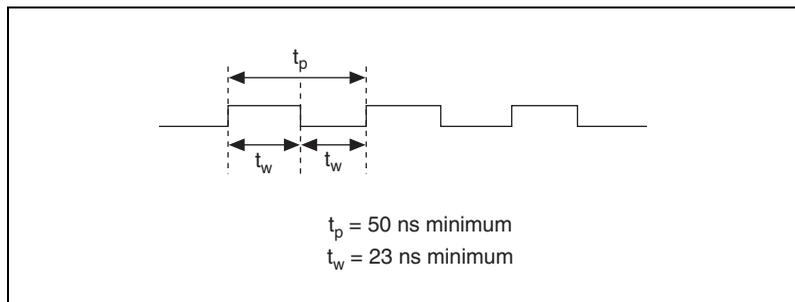 tp
tw tw
tp = 50 ns minimum
tw = 23 ns minimum